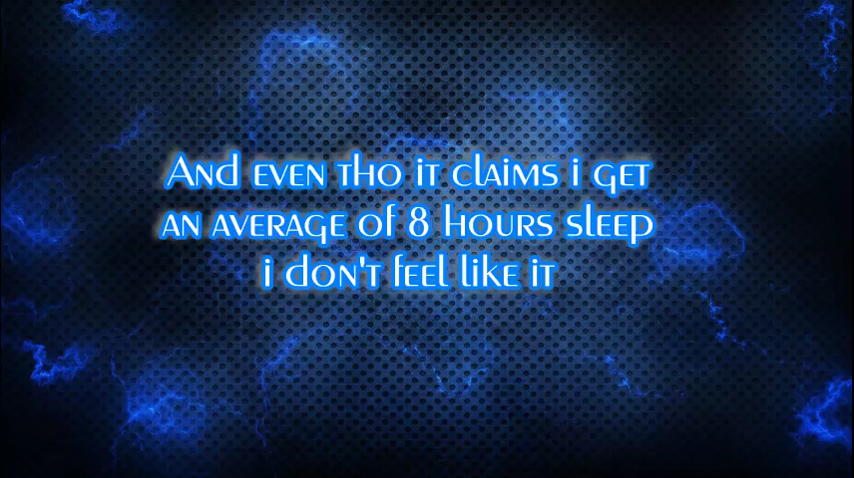 And even tho it claims i get
an average of 8 hours sleep
i don't feel like it